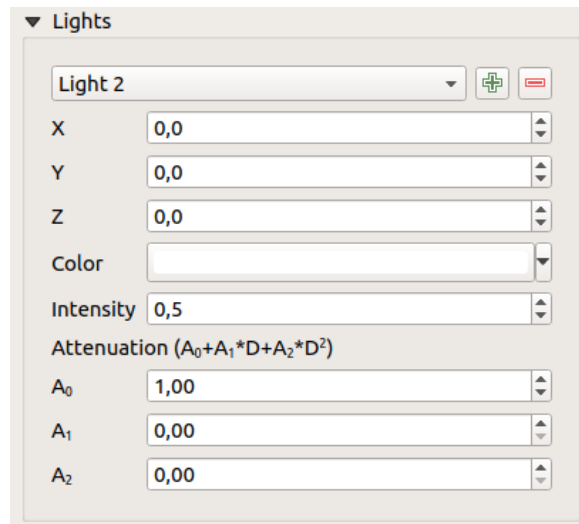 Lights
Light 2
X 0,0
Y 0,0
Z 0,0
Color
Intensity 0,5
Attenuation (A₀+A₁*D+A₂*D²)
A₀ 1,00
A₁ 0,00
A₂ 0,00